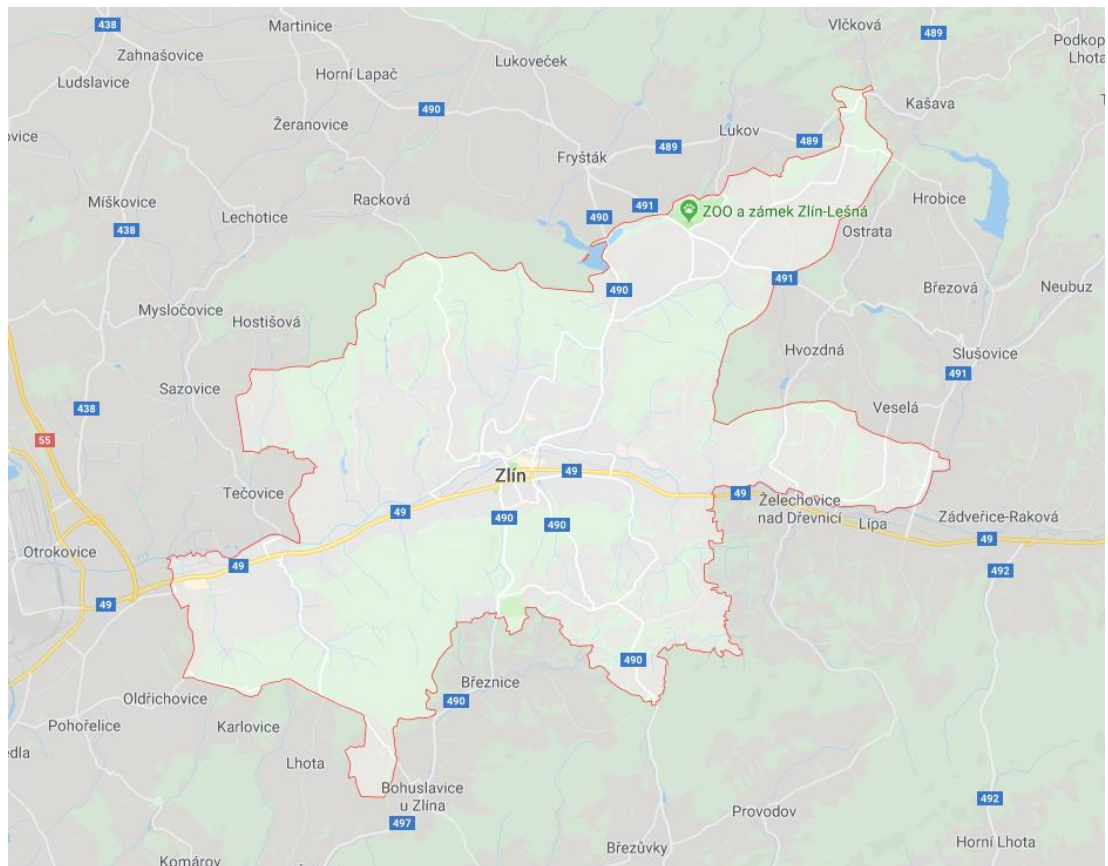 438
Martinice
Vlčková
489
Podkop
Lhota
Zahnašovice
Lukoveček
Ludslavice
Horní Lapač
490
Kašava
ovice
Žeranovice
Lukov
489
489
Fryšták
Míškovice
Racková
Hrobice
Lechotice
490
491
ZOO a zámek Zlín-Lešná
438
Ostrata
491
Mysločovice
490
Březová
Neubuz
Hostišová
Hvozdná
Slušovice
Sazovice
491
438
Veselá
55
Zlín
49
Tečovice
49
Želechovice
nad Dřevnicí
49
490
490
Lípa
Zádveřice-Raková
Otrokovice
49
49
492
49
490
Březnice
490
Oldřichovice
Pohořelice
Karlovice
edla
Lhota
Bohuslavice
u Zlína
492
Provodov
497
Březůvky
Horní Lhota
Komárov